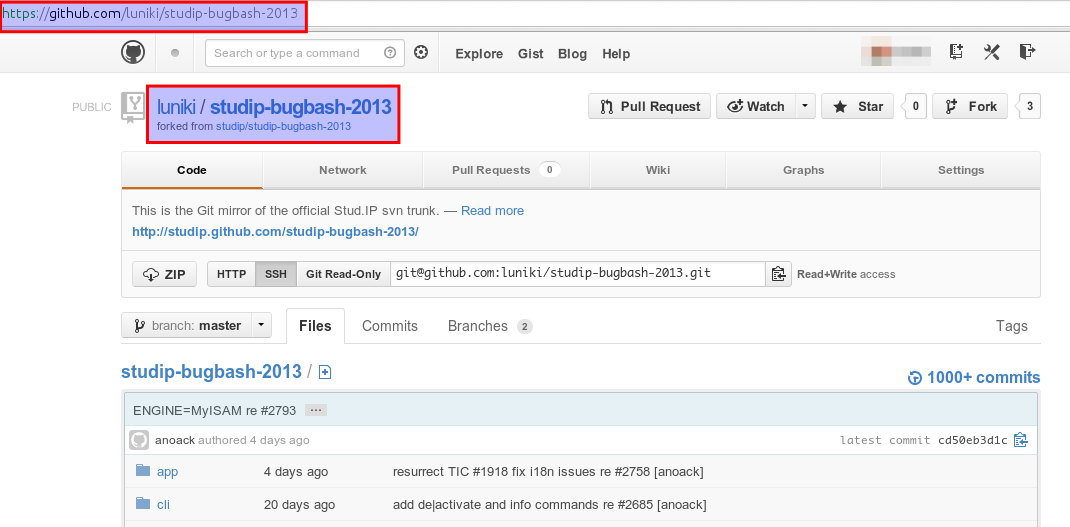 https://github.com/luniki/studip-bugbash-2013
Search or type a command
Explore Gist Blog Help
PUBLIC
luniki / studip-bugbash-2013
forked from studip/studip-bugbash-2013
Pull Request Watch Star 0 Fork 3
Code Network Pull Requests 0 Wiki Graphs Settings
This is the Git mirror of the official Stud.IP svn trunk. — Read more
http://studip.github.com/studip-bugbash-2013/
ZIP HTTP SSH Git Read-Only git@github.com:luniki/studip-bugbash-2013.git Read+Write access
branch: master Files Commits Branches 2 Tags
studip-bugbash-2013 /
1000+ commits
ENGINE=MyISAM re #2793 ...
anoack authored 4 days ago latest commit cd50eb3d1c
app 4 days ago resurrect TIC #1918 fix i18n issues re #2758 [anoack]
cli 20 days ago add de|activate and info commands re #2685 [anoack]